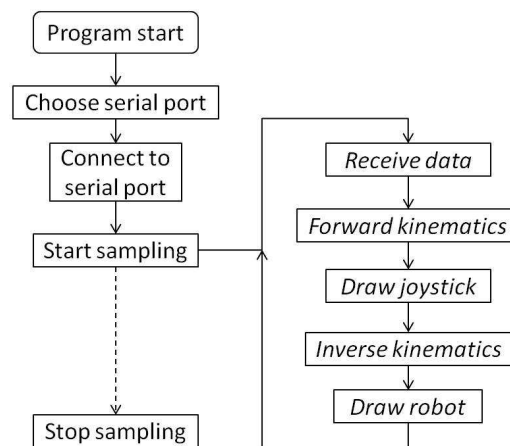 Program start
Choose serial port
Connect to
serial port
Start sampling
Stop sampling
Receive data
Forward kinematics
Draw joystick
Inverse kinematics
Draw robot